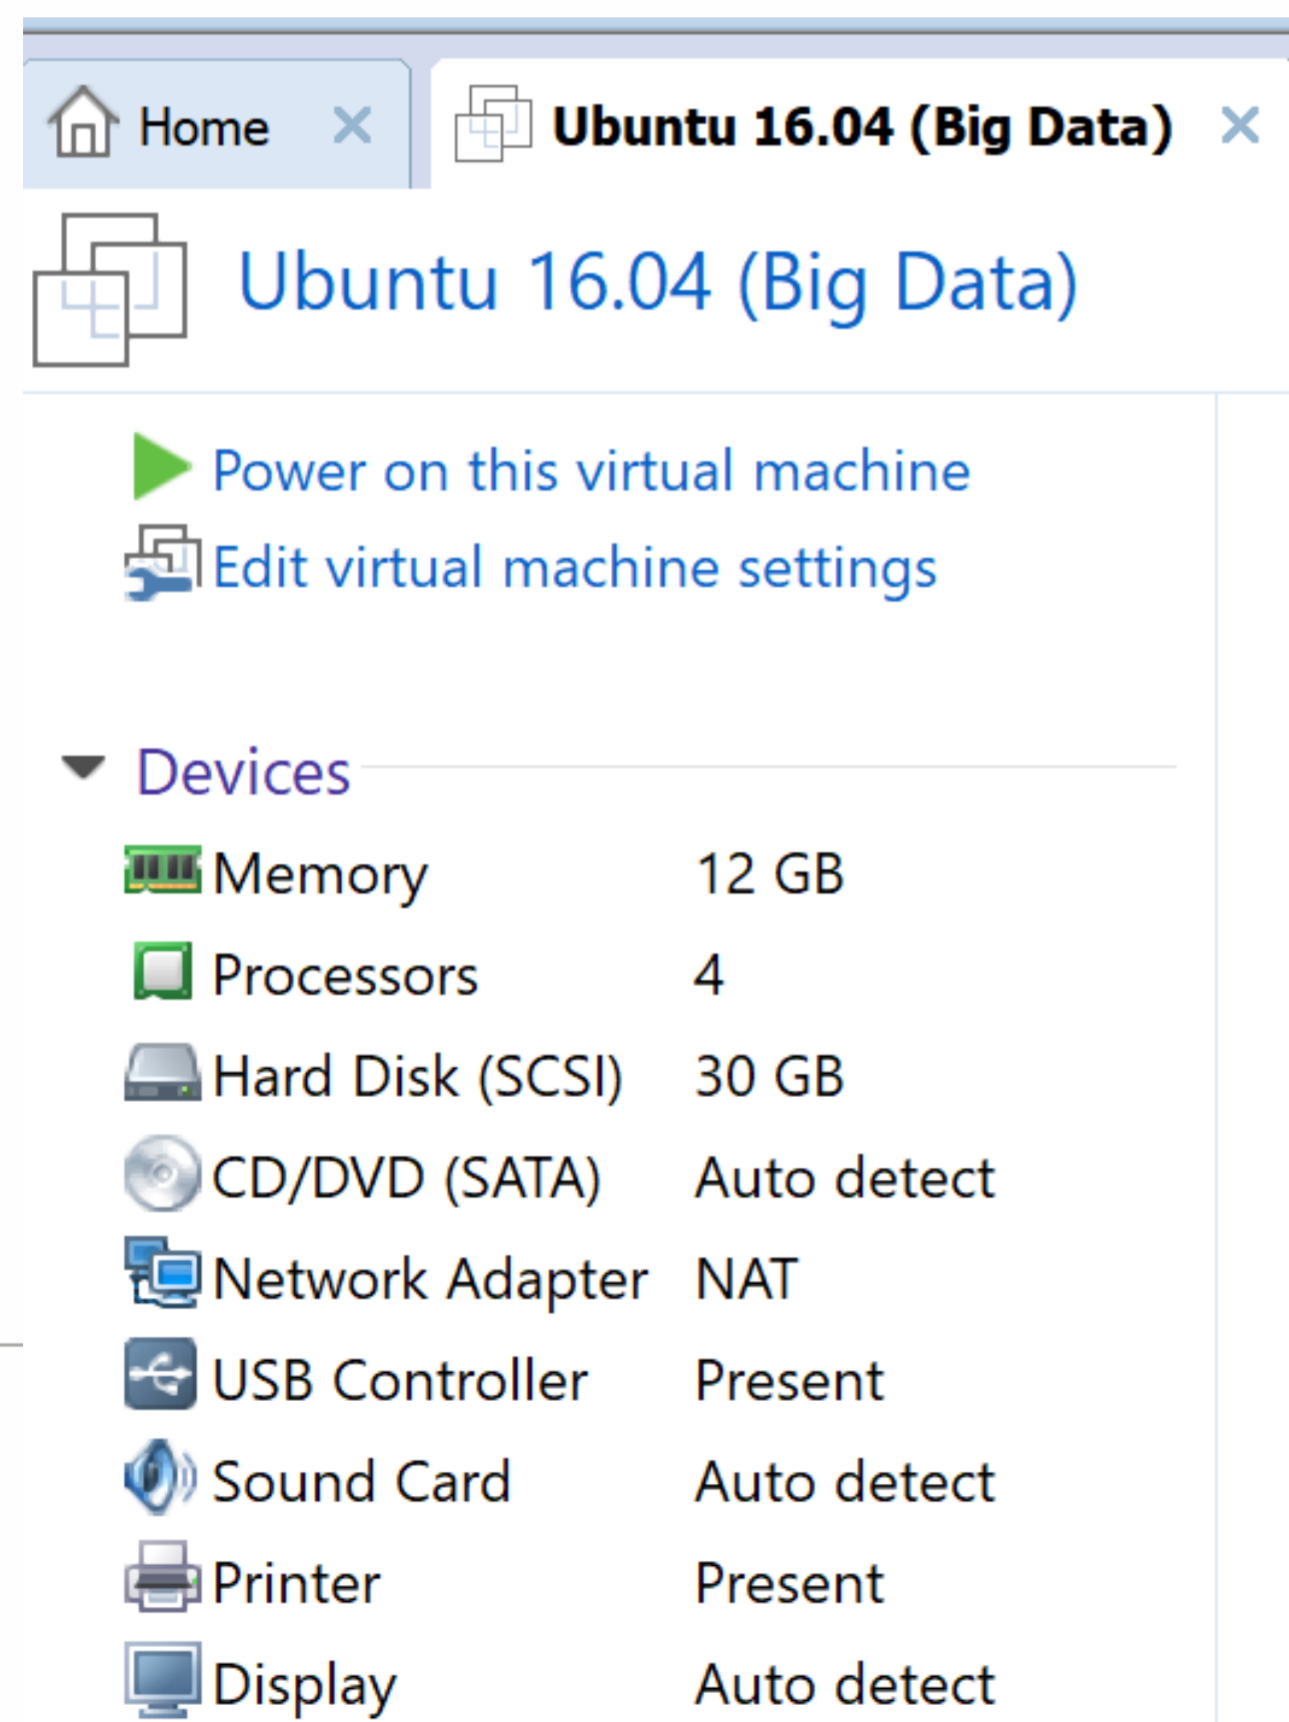 Home
Ubuntu 16.04 (Big Data)
Ubuntu 16.04 (Big Data)
Power on this virtual machine
Edit virtual machine settings
Devices
Memory 12 GB
Processors 4
Hard Disk (SCSI) 30 GB
CD/DVD (SATA) Auto detect
Network Adapter NAT
USB Controller Present
Sound Card Auto detect
Printer Present
Display Auto detect